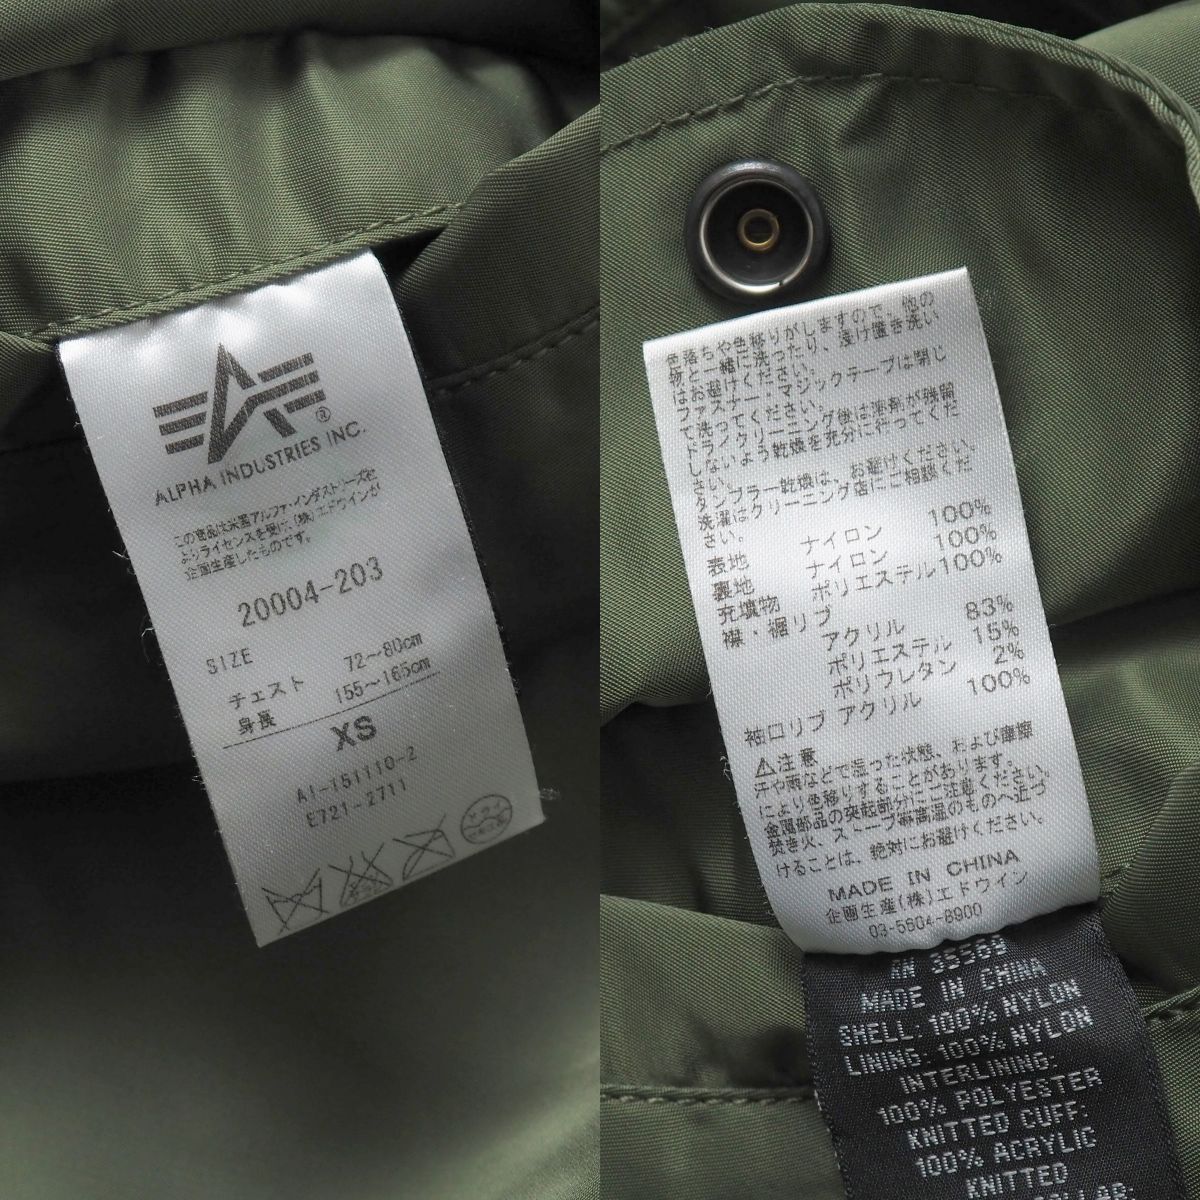 ALPHA INDUSTRIES INC.
この商品は米国アルファ・インダストリーズ社
よりライセンスを受け、(株)エドウインが
企画生産したものです。
20004-203
SIZE
チェスト 72〜80cm
身長 155〜165cm
XS
A1-151110-2
E721-2711
ドライ
色落ちや色移りがしますので、他の
物と一緒に洗ったり、浸け置き洗い
はお避けください。
ファスナー・マジックテープは閉じ
て洗ってください。
ドライクリーニング後は溶剤が残留
しないよう乾燥を充分に行ってくだ
さい。
タンブラー乾燥は、お避けください。
洗濯はクリーニング店にご相談くだ
さい。
表地 ナイロン 100%
裏地 ナイロン 100%
充填物 ポリエステル100%
襟・裾リブ
アクリル 83%
ポリエステル 15%
ポリウレタン 2%
袖口リブ アクリル 100%
⚠注意
汗や雨などで湿った状態、および摩擦
により色移りすることがあります。
金属部品の突起部分にご注意ください。
焚き火、ストーブ等高温のものへ近づ
けることは、絶対にお避けください。
MADE IN CHINA
企画生産(株)エドウイン
03-5604-8900
RN 35569
MADE IN CHINA
SHELL: 100% NYLON
LINING: 100% NYLON
INTERLINING:
100% POLYESTER
KNITTED CUFF:
100% ACRYLIC
KNITTED